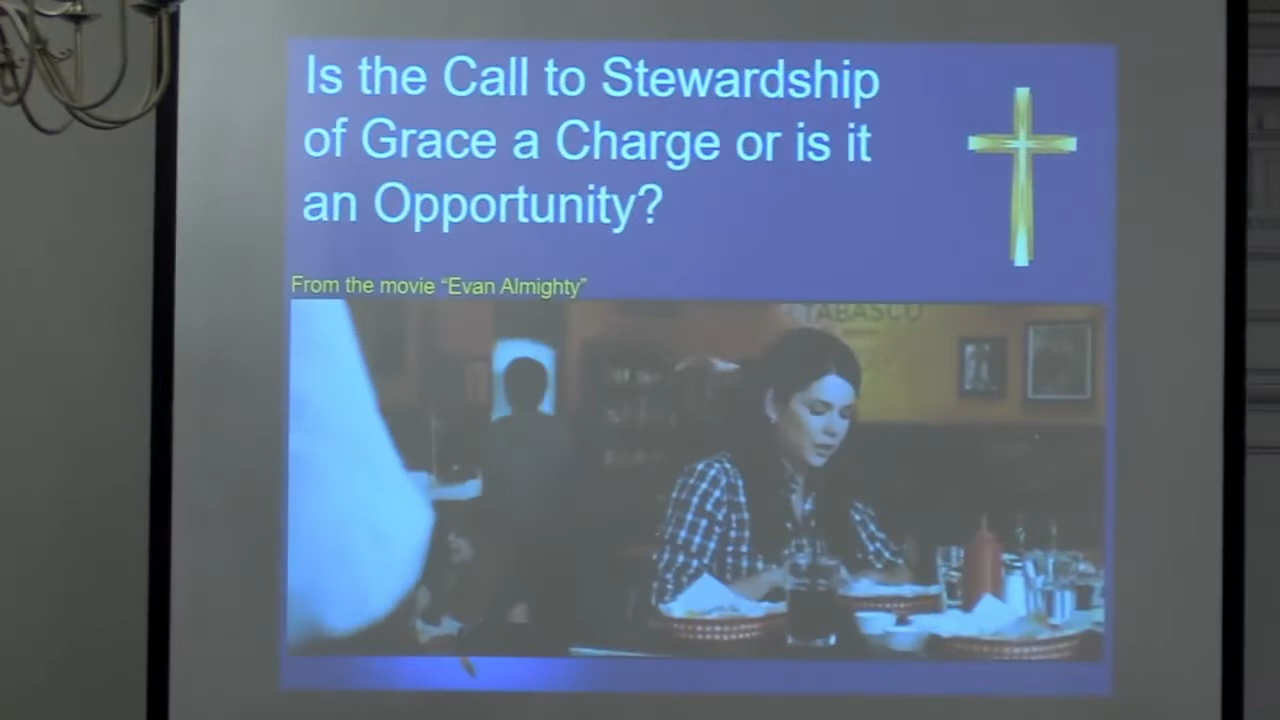 Is the Call to Stewardship
of Grace a Charge or is it
an Opportunity?
From the movie “Evan Almighty”
TABASCO